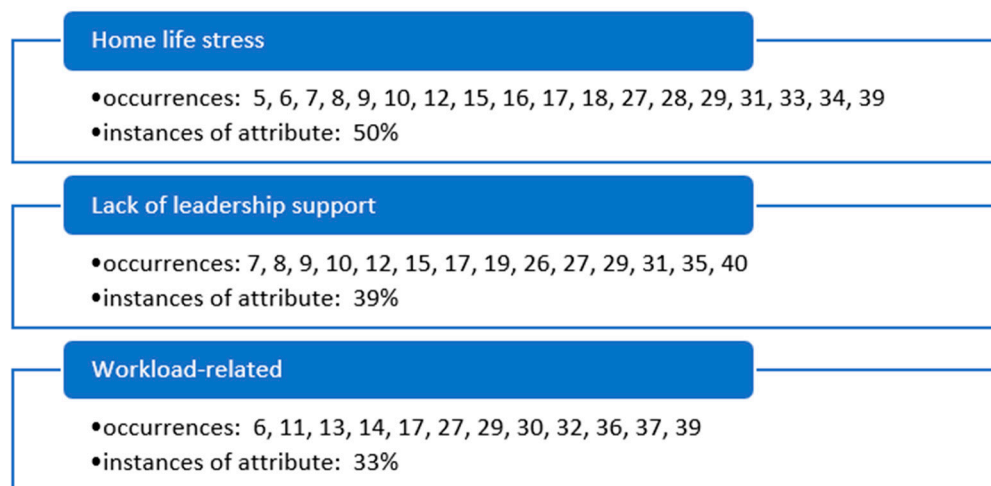 Home life stress
•occurrences:  5, 6, 7, 8, 9, 10, 12, 15, 16, 17, 18, 27, 28, 29, 31, 33, 34, 39
•instances of attribute:  50%
Lack of leadership support
•occurrences: 7, 8, 9, 10, 12, 15, 17, 19, 26, 27, 29, 31, 35, 40
•instances of attribute:  39%
Workload-related
•occurrences:  6, 11, 13, 14, 17, 27, 29, 30, 32, 36, 37, 39
•instances of attribute:  33%